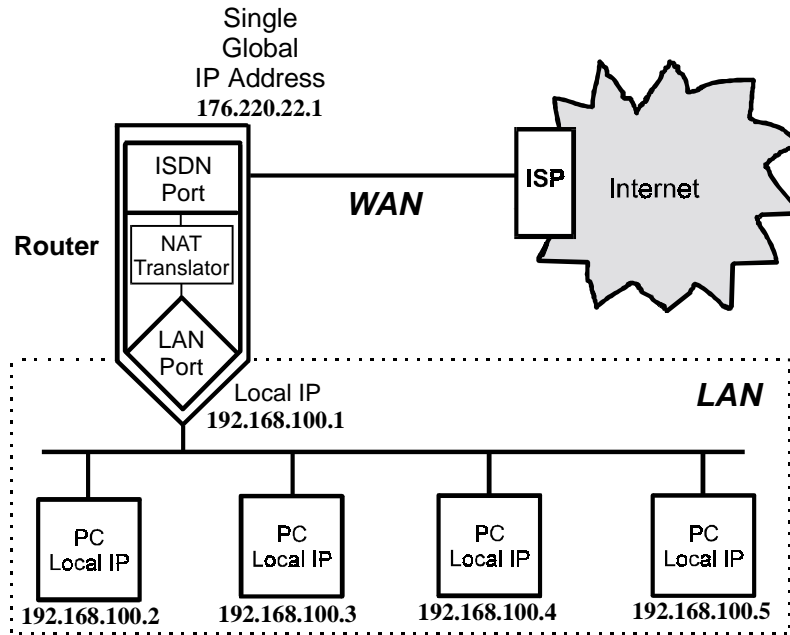 Single
Global
IP Address
176.220.22.1
ISDN
Port
ISP
Internet
WAN
Router
NAT
Translator
LAN
Port
Local IP
192.168.100.1
LAN
PC
Local IP
PC
Local IP
PC
Local IP
PC
Local IP
192.168.100.2
192.168.100.3
192.168.100.4
192.168.100.5